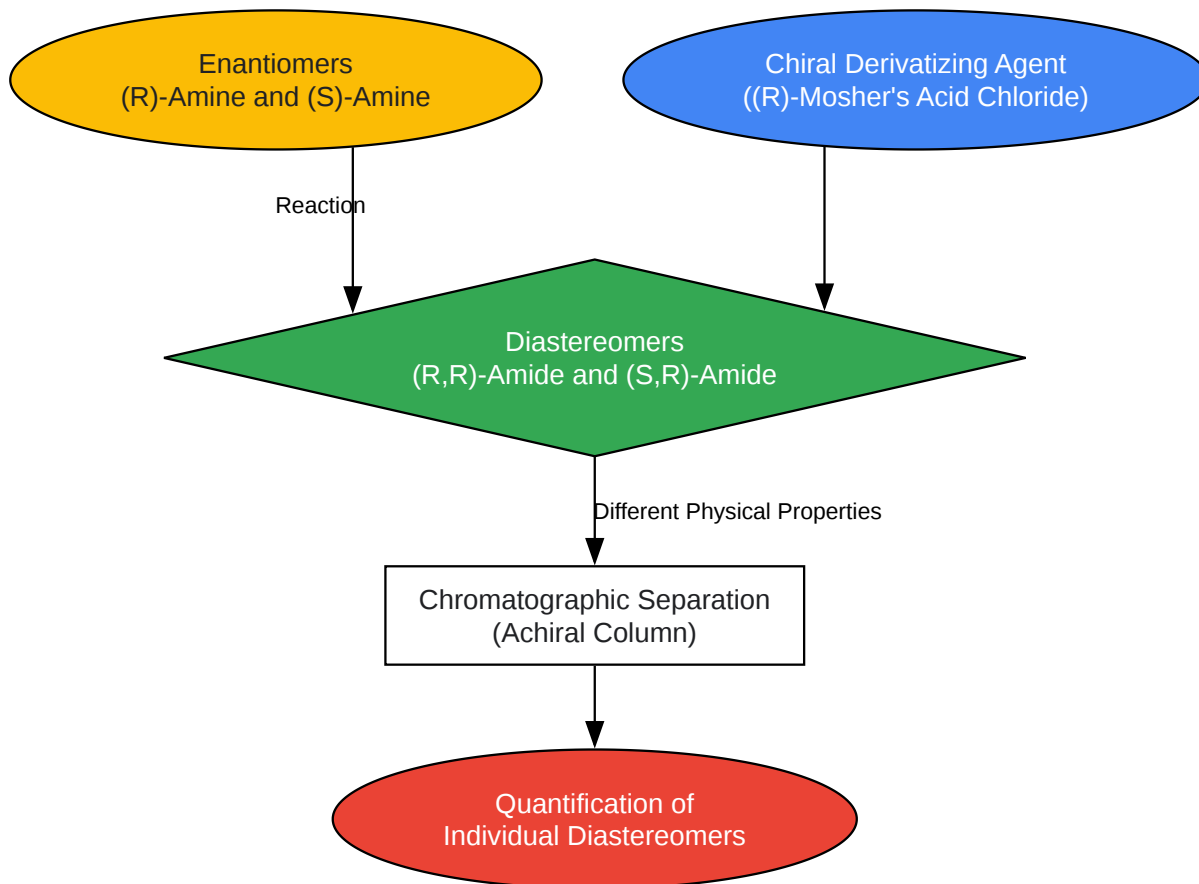 Enantiomers
(R)-Amine and (S)-Amine
Chiral Derivatizing Agent
((R)-Mosher's Acid Chloride)
Reaction
Diastereomers
(R,R)-Amide and (S,R)-Amide
Different Physical Properties
Chromatographic Separation
(Achiral Column)
Quantification of
Individual Diastereomers